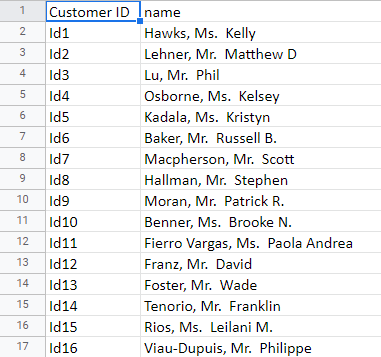 1 Customer ID name
2 Id1 Hawks, Ms.  Kelly
3 Id2 Lehner, Mr.  Matthew D
4 Id3 Lu, Mr.  Phil
5 Id4 Osborne, Ms.  Kelsey
6 Id5 Kadala, Ms.  Kristyn
7 Id6 Baker, Mr.  Russell B.
8 Id7 Macpherson, Mr.  Scott
9 Id8 Hallman, Mr.  Stephen
10 Id9 Moran, Mr.  Patrick R.
11 Id10 Benner, Ms.  Brooke N.
12 Id11 Fierro Vargas, Ms.  Paola Andrea
13 Id12 Franz, Mr.  David
14 Id13 Foster, Mr.  Wade
15 Id14 Tenorio, Mr.  Franklin
16 Id15 Rios, Ms.  Leilani M.
17 Id16 Viau-Dupuis, Mr.  Philippe